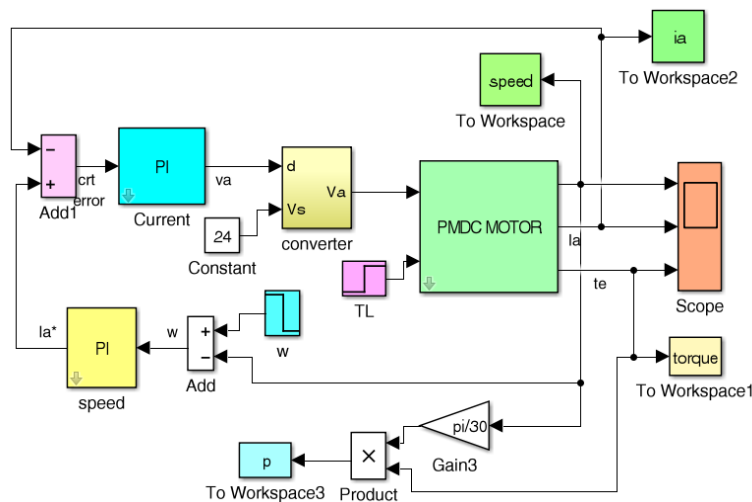 ia
To Workspace2
speed
To Workspace
−
+
crt
error
Add1
PI
Current
va
d
Vs
Va
converter
24
Constant
PMDC MOTOR
Ia
te
Scope
TL
Ia*
PI
speed
w
+
−
Add
w
torque
To Workspace1
pi/30
Gain3
p
To Workspace3
×
Product